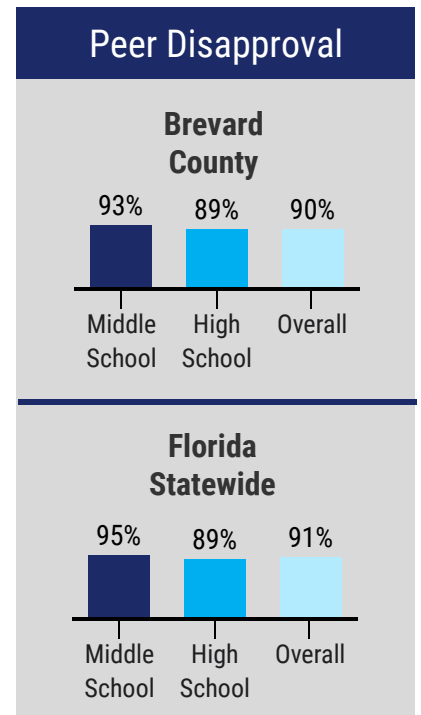 Peer Disapproval
Brevard
County
93% 89% 90%
Middle High Overall
School School
Florida
Statewide
95% 89% 91%
Middle High Overall
School School